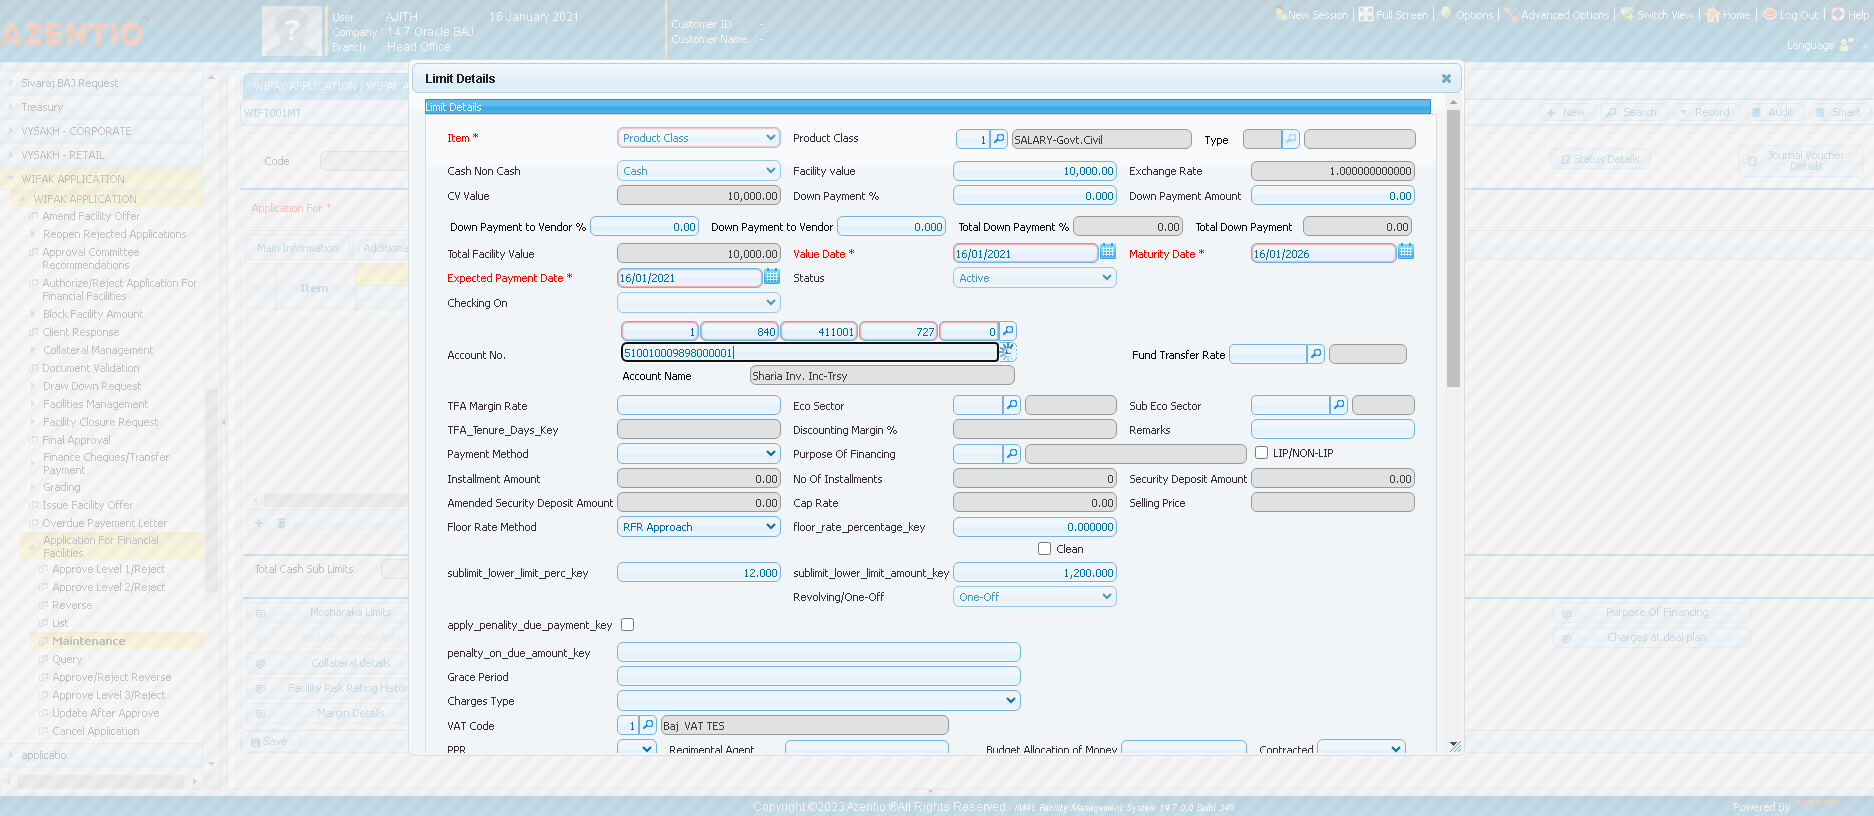 AZENTIO
User : AJITH 16 January 2021
Company : 14.7 Oracle BAJ
Branch : Head Office
Customer ID : -
Customer Name : -
New Session | Full Screen | Options | Advanced Options | Switch View | Home | Log Out | Help
Language
Sivaraj BAJ Request
Treasury
VYSAKH - CORPORATE
VYSAKH - RETAIL
WIFAK APPLICATION
WIFAK APPLICATION
Amend Facility Offer
Reopen Rejected Applications
Approval Committee
Recommendations
Authorize/Reject Application For
Financial Facilities
Block Facility Amount
Client Response
Collateral Management
Document Validation
Draw Down Request
Facilities Management
Facility Closure Request
Final Approval
Finance Cheques/Transfer
Payment
Grading
Issue Facility Offer
Overdue Payment Letter
Application For Financial
Facilities
Approve Level 1/Reject
Approve Level 2/Reject
Reverse
List
Maintenance
Query
Approve/Reject Reverse
Approve Level 3/Reject
Update After Approve
Cancel Application
applicatio
WIFAK APPLICATION / WIFAK A
WIFT001MT
Code
Application For *
Main Information
Additiona
Item
Total Cash Sub Limits
Mosharaka Limits
Collateral details
Facility Risk Rating Histor
Margin Details
Save
New
Search
Record
Audit
Smart
Status Details
Journal Voucher
Details
Purpose Of Financing
Charges at deal plan
Limit Details
Limit Details
Item * Product Class Product Class 1 SALARY-Govt.Civil Type
Cash Non Cash Cash Facility value 10,000.00 Exchange Rate 1.000000000000
CV Value 10,000.00 Down Payment % 0.000 Down Payment Amount 0.00
Down Payment to Vendor % 0.00 Down Payment to Vendor 0.000 Total Down Payment % 0.00 Total Down Payment 0.00
Total Facility Value 10,000.00 Value Date * 16/01/2021 Maturity Date * 16/01/2026
Expected Payment Date * 16/01/2021 Status Active
Checking On
1 840 411001 727 0
Account No. 510010009898000001 Fund Transfer Rate
Account Name Sharia Inv. Inc-Trsy
TFA Margin Rate Eco Sector Sub Eco Sector
TFA_Tenure_Days_Key Discounting Margin % Remarks
Payment Method Purpose Of Financing LIP/NON-LIP
Installment Amount 0.00 No Of Installments 0 Security Deposit Amount 0.00
Amended Security Deposit Amount 0.00 Cap Rate 0.00 Selling Price
Floor Rate Method RFR Approach floor_rate_percentage_key 0.000000
Clean
sublimit_lower_limit_perc_key 12.000 sublimit_lower_limit_amount_key 1,200.000
Revolving/One-Off One-Off
apply_penality_due_payment_key
penalty_on_due_amount_key
Grace Period
Charges Type
VAT Code 1 Baj VAT TES
PPR Regimental Agent Budget Allocation of Money Contracted
Copyright ©2023 Azentio ®All Rights Reserved iMAL Facility Management System 14.7.0.0 Build 340
Powered By